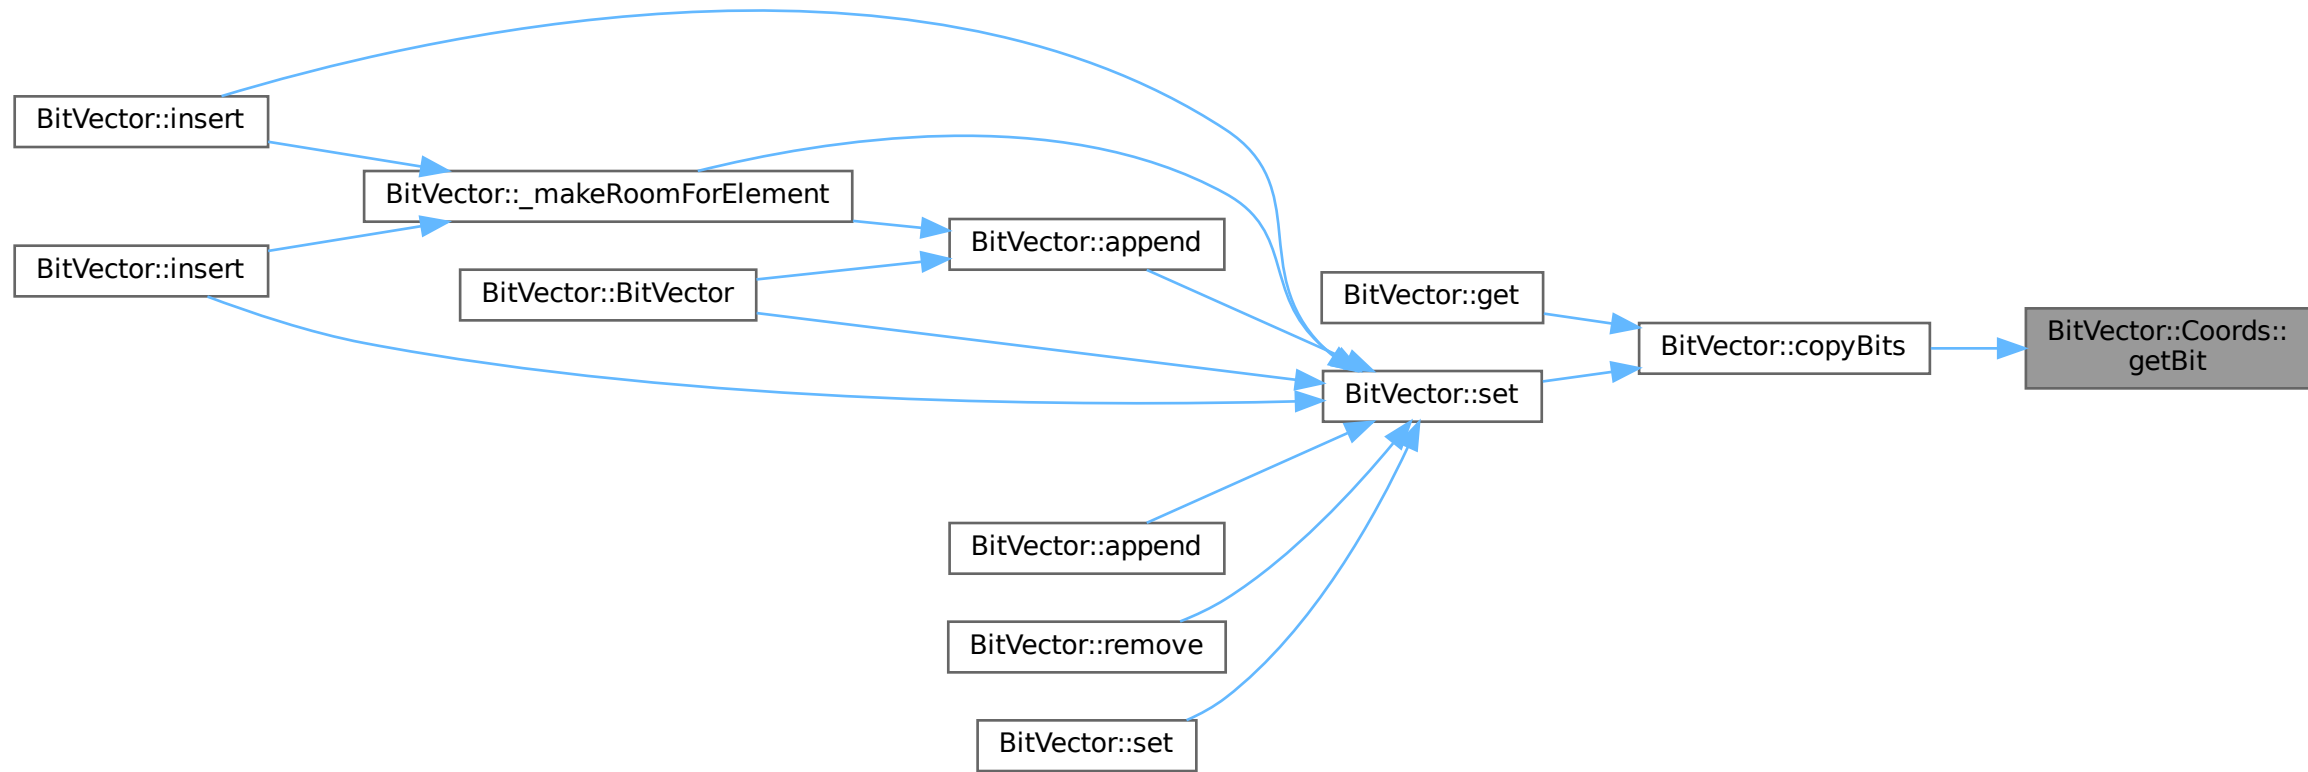 BitVector::insert
BitVector::_makeRoomForElement
BitVector::append
BitVector::insert
BitVector::BitVector
BitVector::get
BitVector::copyBits
BitVector::Coords::
getBit
BitVector::set
BitVector::append
BitVector::remove
BitVector::set